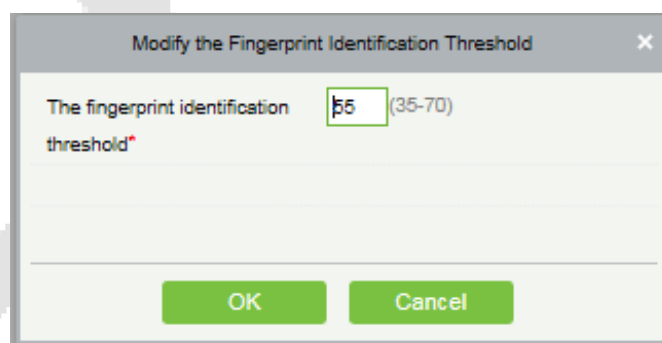 Modify the Fingerprint Identification Threshold ×
The fingerprint identification 55 (35-70)
threshold*
OK Cancel